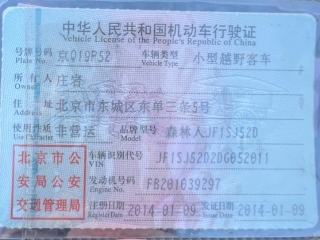 中华人民共和国机动车行驶证
Vehicle License of the People's Republic of China
号牌号码 京Q19R52 车辆类型 小型越野客车
Plate No. Vehicle Type
所有人 庄岩
Owner
住址 北京市东城区东单三条5号
Address
使用性质 非营运 品牌型号 森林人JF1SJ52D
Use Character Model
北京市公安局公安交通管理局
车辆识别代号 JF1SJ52D2DG052011
VIN
发动机号码 FB20Y039297
Engine No.
注册日期 2014-01-09 发证日期 2014-01-09
Register Date Issue Date